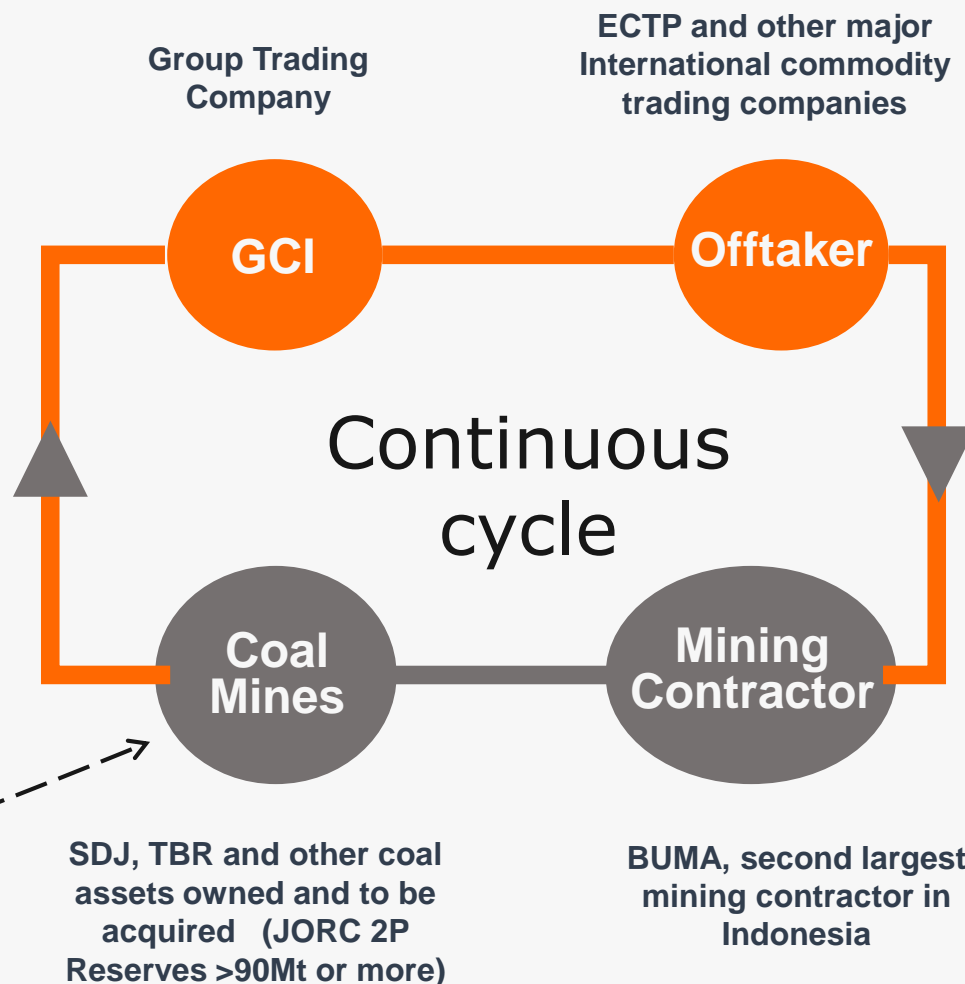 Group Trading
Company
ECTP and other major
International commodity
trading companies
GCI
Offtaker
Continuous
cycle
Coal
Mines
Mining
Contractor
SDJ, TBR and other coal
assets owned and to be
acquired (JORC 2P
Reserves >90Mt or more)
BUMA, second largest
mining contractor in
Indonesia